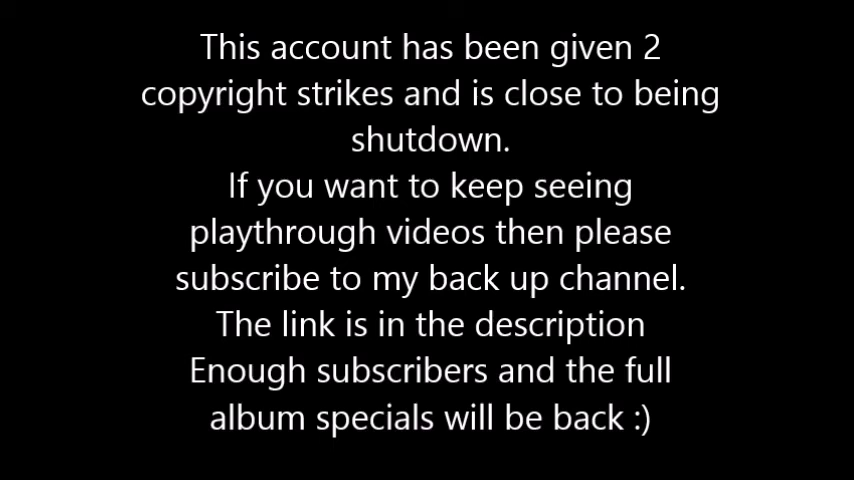 This account has been given 2
copyright strikes and is close to being
shutdown.
If you want to keep seeing
playthrough videos then please
subscribe to my back up channel.
The link is in the description
Enough subscribers and the full
album specials will be back :)